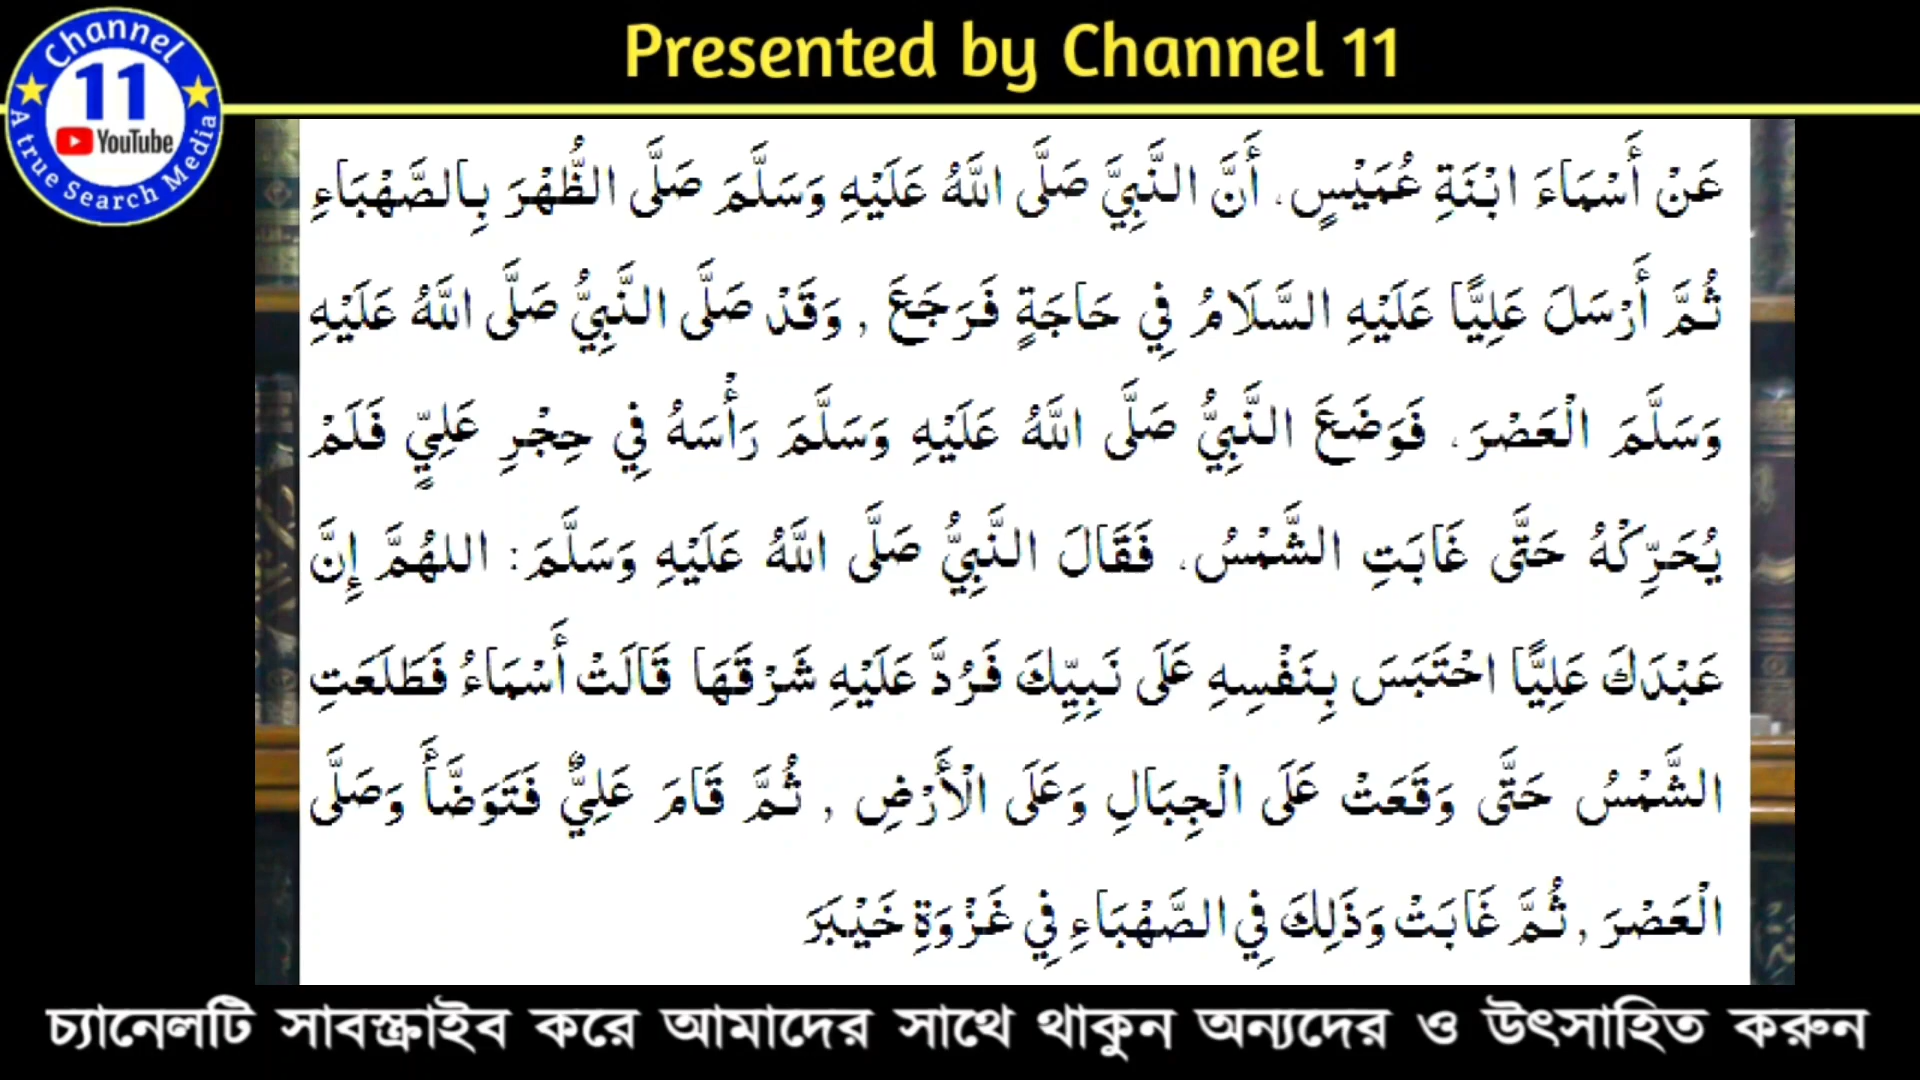 Presented by Channel 11
Channel
11
YouTube
A true Search Media
عَنْ أَسْمَاءَ ابْنَةِ عُمَيْسٍ، أَنَّ النَّبِيَّ صَلَّى اللَّهُ عَلَيْهِ وَسَلَّمَ صَلَّى الظُّهْرَ بِالصَّهْبَاءِ
ثُمَّ أَرْسَلَ عَلِيًّا عَلَيْهِ السَّلَامُ فِي حَاجَةٍ فَرَجَعَ , وَقَدْ صَلَّى النَّبِيُّ صَلَّى اللَّهُ عَلَيْهِ
وَسَلَّمَ الْعَصْرَ، فَوَضَعَ النَّبِيُّ صَلَّى اللَّهُ عَلَيْهِ وَسَلَّمَ رَأْسَهُ فِي حِجْرِ عَلِيٍّ فَلَمْ
يُحَرِّكْهُ حَتَّى غَابَتِ الشَّمْسُ، فَقَالَ النَّبِيُّ صَلَّى اللَّهُ عَلَيْهِ وَسَلَّمَ: اللهُمَّ إِنَّ
عَبْدَكَ عَلِيًّا احْتَبَسَ بِنَفْسِهِ عَلَى نَبِيِّكَ فَرُدَّ عَلَيْهِ شَرْقَهَا قَالَتْ أَسْمَاءُ فَطَلَعَتِ
الشَّمْسُ حَتَّى وَقَعَتْ عَلَى الْجِبَالِ وَعَلَى الْأَرْضِ , ثُمَّ قَامَ عَلِيٌّ فَتَوَضَّأَ وَصَلَّى
الْعَصْرَ , ثُمَّ غَابَتْ وَذَلِكَ فِي الصَّهْبَاءِ فِي غَزْوَةِ خَيْبَرَ
চ্যানেলটি সাবস্ক্রাইব করে আমাদের সাথে থাকুন অন্যদের ও উৎসাহিত করুন